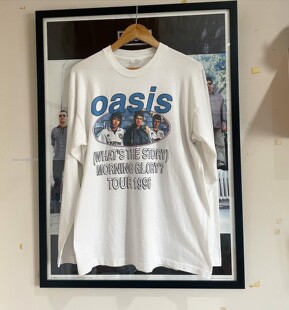 oasis
(WHAT'S THE STORY)
MORNING GLORY?
TOUR 1996